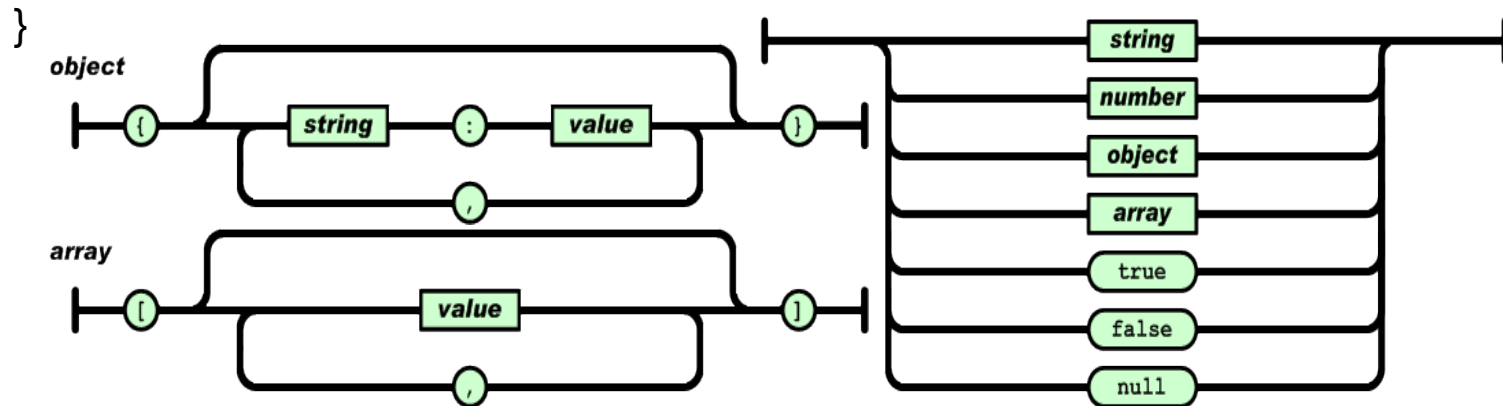 }
object
{ string : value }
,
array
[ value ]
,
string
number
object
array
true
false
null